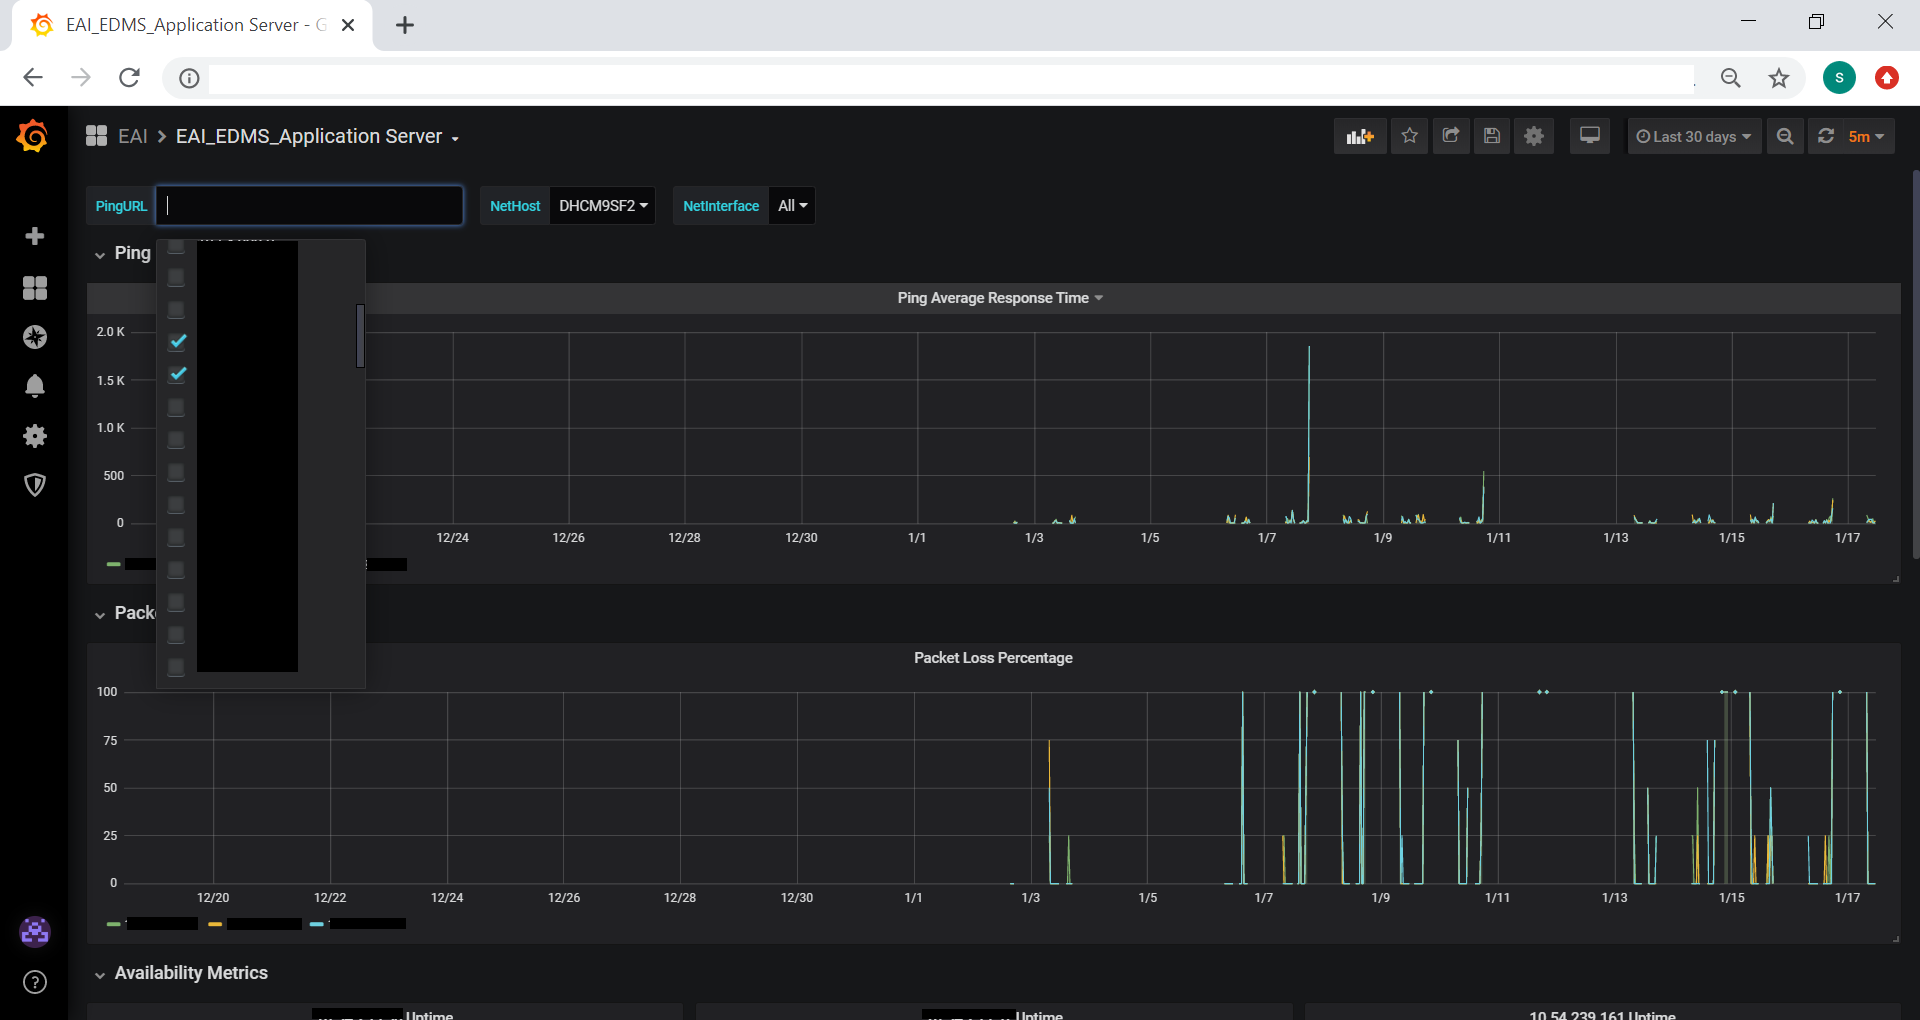 EAI_EDMS_Application Server - G
S
EAI > EAI_EDMS_Application Server
Last 30 days
5m
PingURL
NetHost DHCM9SF2
NetInterface All
Ping
Ping Average Response Time
2.0 K
1.5 K
1.0 K
500
0
12/24 12/26 12/28 12/30 1/1 1/3 1/5 1/7 1/9 1/11 1/13 1/15 1/17
Pack
Packet Loss Percentage
100
75
50
25
0
12/20 12/22 12/24 12/26 12/28 12/30 1/1 1/3 1/5 1/7 1/9 1/11 1/13 1/15 1/17
Availability Metrics
Uptime
Uptime
10.54.239.161 Uptime